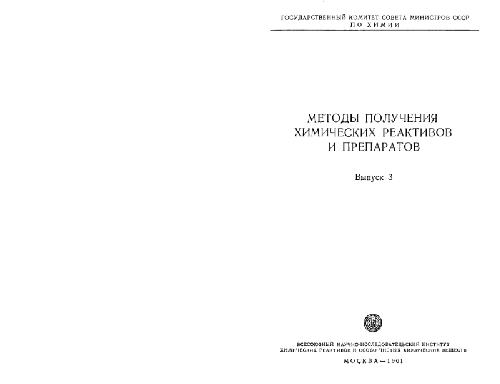 ГОСУДАРСТВЕННЫЙ КОМИТЕТ СОВЕТА МИНИСТРОВ СССР
ПО ХИМИИ
МЕТОДЫ ПОЛУЧЕНИЯ
ХИМИЧЕСКИХ РЕАКТИВОВ
И ПРЕПАРАТОВ
Выпуск 3
ВСЕСОЮЗНЫЙ НАУЧНО-ИССЛЕДОВАТЕЛЬСКИЙ ИНСТИТУТ
ХИМИЧЕСКИХ РЕАКТИВОВ И ОСОБО ЧИСТЫХ ХИМИЧЕСКИХ ВЕЩЕСТВ
МОСКВА—1961